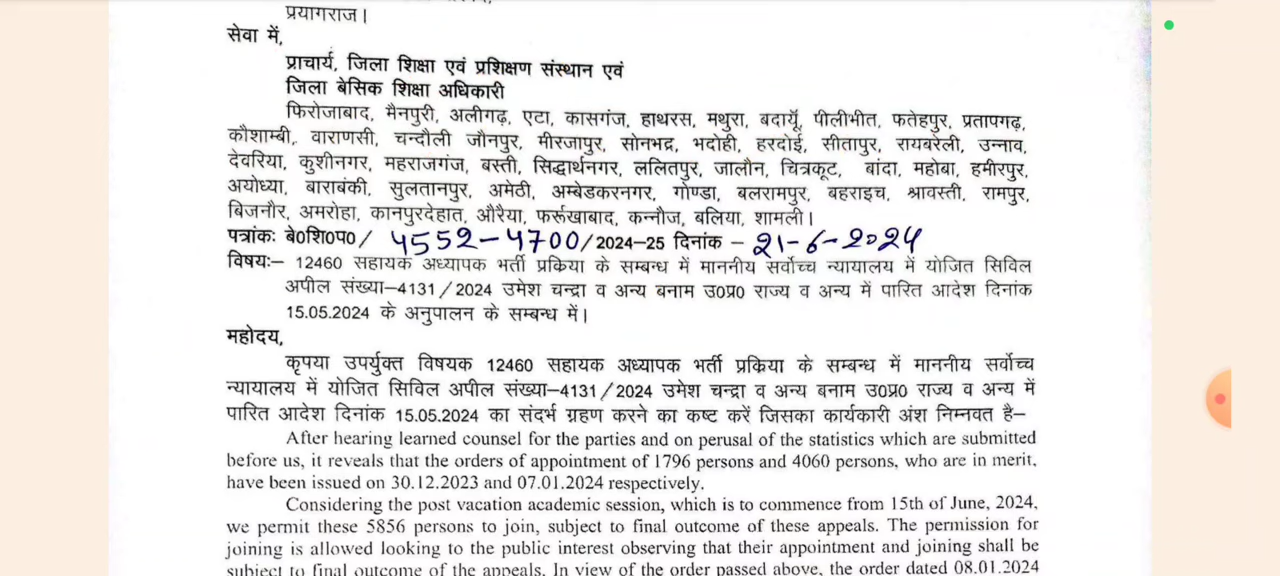 प्रयागराज।
सेवा में,
प्राचार्य, जिला शिक्षा एवं प्रशिक्षण संस्थान एवं
जिला बेसिक शिक्षा अधिकारी
फिरोजाबाद, मैनपुरी, अलीगढ़, एटा, कासगंज, हाथरस, मथुरा, बदायूँ, पीलीभीत, फतेहपुर, प्रतापगढ़,
कौशाम्बी, वाराणसी, चन्दौली जौनपुर, मीरजापुर, सोनभद्र, भदोही, हरदोई, सीतापुर, रायबरेली, उन्नाव,
देवरिया, कुशीनगर, महराजगंज, बस्ती, सिद्धार्थनगर, ललितपुर, जालौन, चित्रकूट, बांदा, महोबा, हमीरपुर,
अयोध्या, बाराबंकी, सुलतानपुर, अमेठी, अम्बेडकरनगर, गोण्डा, बलरामपुर, बहराइच, श्रावस्ती, रामपुर,
बिजनौर, अमरोहा, कानपुरदेहात, औरैया, फर्रूखाबाद, कन्नौज, बलिया, शामली।
पत्रांकः बे0शि0प0/ 4552-4700/2024-25 दिनांक – 21-6-2024
विषयः– 12460 सहायक अध्यापक भर्ती प्रक्रिया के सम्बन्ध में माननीय सर्वोच्च न्यायालय में योजित सिविल
अपील संख्या–4131/2024 उमेश चन्द्रा व अन्य बनाम उ0प्र0 राज्य व अन्य में पारित आदेश दिनांक
15.05.2024 के अनुपालन के सम्बन्ध में।
महोदय,
कृपया उपर्युक्त विषयक 12460 सहायक अध्यापक भर्ती प्रक्रिया के सम्बन्ध में माननीय सर्वोच्च
न्यायालय में योजित सिविल अपील संख्या–4131/2024 उमेश चन्द्रा व अन्य बनाम उ0प्र0 राज्य व अन्य में
पारित आदेश दिनांक 15.05.2024 का संदर्भ ग्रहण करने का कष्ट करें जिसका कार्यकारी अंश निम्नवत है–
After hearing learned counsel for the parties and on perusal of the statistics which are submitted
before us, it reveals that the orders of appointment of 1796 persons and 4060 persons, who are in merit,
have been issued on 30.12.2023 and 07.01.2024 respectively.
Considering the post vacation academic session, which is to commence from 15th of June, 2024,
we permit these 5856 persons to join, subject to final outcome of these appeals. The permission for
joining is allowed looking to the public interest observing that their appointment and joining shall be
subject to final outcome of the appeals. In view of the order passed above, the order dated 08.01.2024